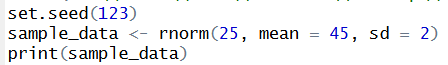 set.seed(123)
sample_data <- rnorm(25, mean = 45, sd = 2)
print(sample_data)